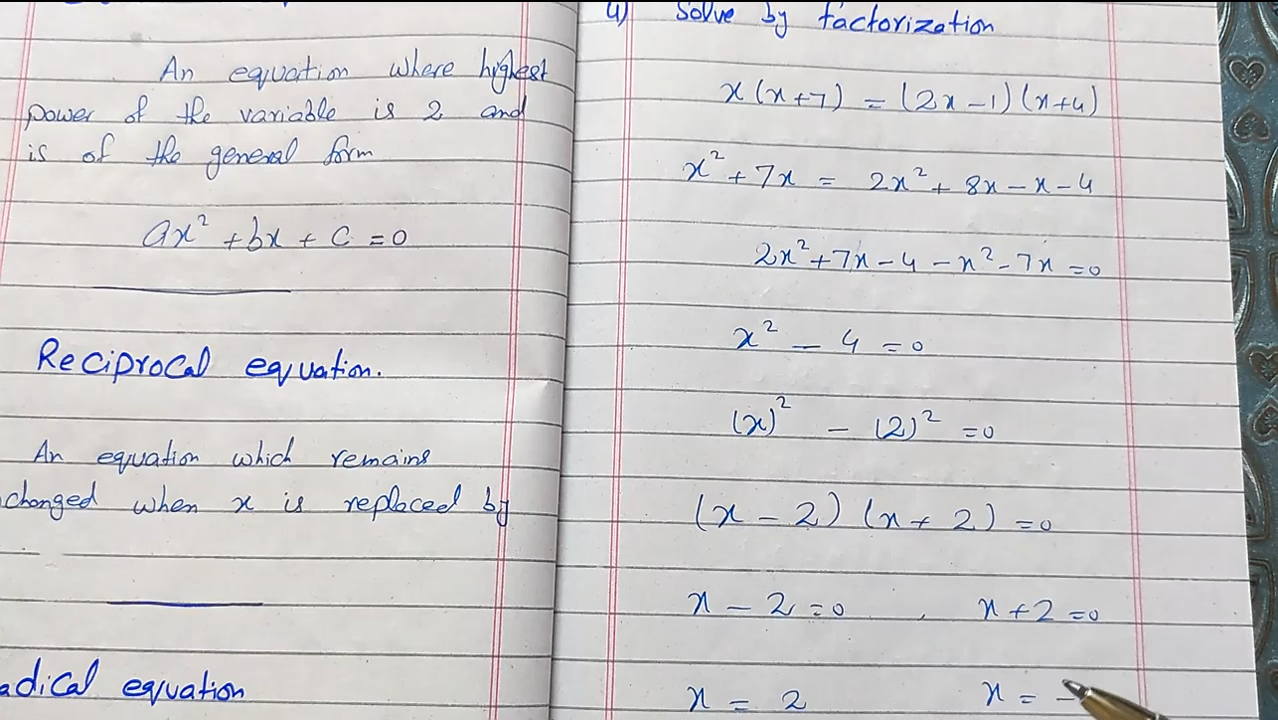 An equation where highest
power of the variable is 2 and
is of the general form
ax² + bx + c = 0
Reciprocal equation.
An equation which remains
changed when x is replaced by
adical equation
4) Solve by factorization
x(x+7) = (2x-1)(x+4)
x² + 7x = 2x² + 8x - x - 4
2x² + 7x - 4 - x² - 7x = 0
x² - 4 = 0
(x)² - (2)² = 0
(x - 2)(x + 2) = 0
x - 2 = 0 , x + 2 = 0
x = 2 x = -